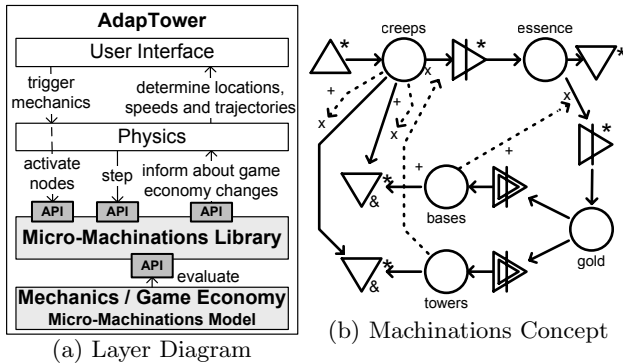 AdapTower
User Interface
trigger
mechanics
determine locations,
speeds and trajectories
Physics
activate
nodes
step
inform about game
economy changes
API
API
API
Micro-Machinations Library
API
evaluate
Mechanics / Game Economy
Micro-Machinations Model
(a) Layer Diagram
creeps
essence
*
*
*
+
x
+
x
x
x
*
*
&
+
+
bases
gold
*
&
towers
(b) Machinations Concept